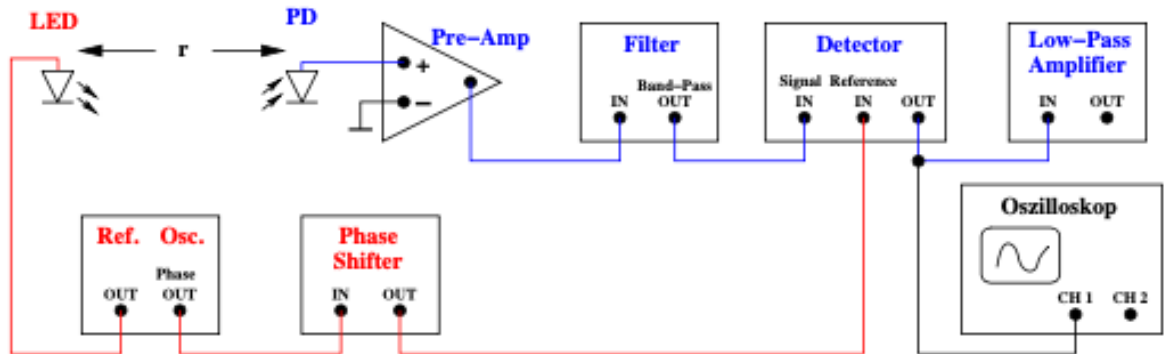 LED
r
PD
Pre-Amp
+
-
Filter
Band-Pass
IN OUT
Detector
Signal Reference
IN IN OUT
Low-Pass
Amplifier
IN OUT
Ref. Osc.
Phase
OUT OUT
Phase
Shifter
IN OUT
Oszilloskop
CH 1 CH 2